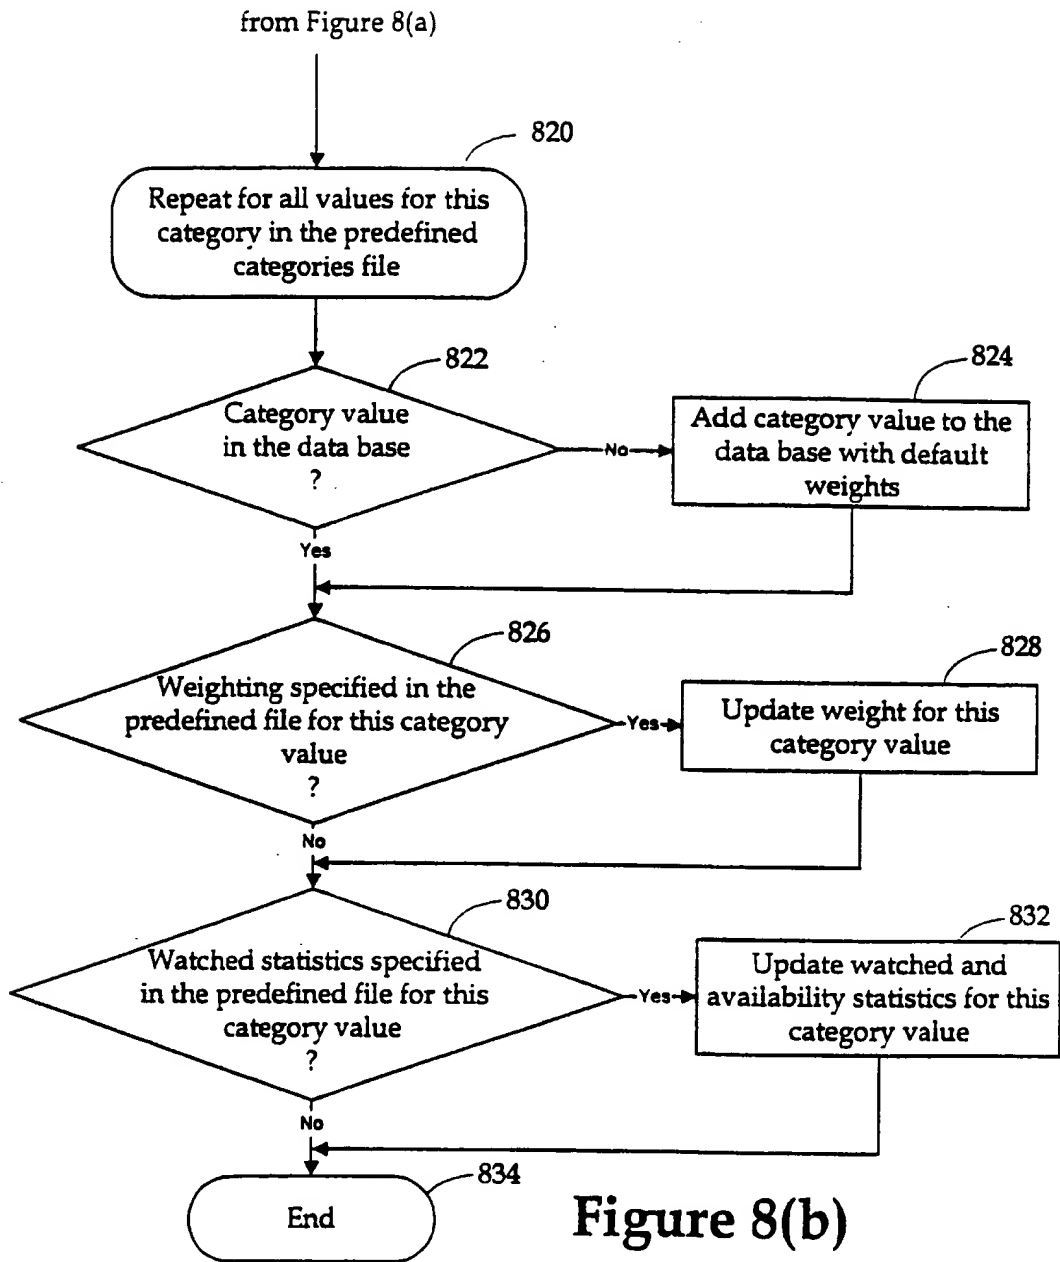 from Figure 8(a)
820
Repeat for all values for this
category in the predefined
categories file
822
Category value
in the data base
?
No
824
Add category value to the
data base with default
weights
Yes
826
Weighting specified in the
predefined file for this category
value
?
Yes
828
Update weight for this
category value
No
830
Watched statistics specified
in the predefined file for this
category value
?
Yes
832
Update watched and
availability statistics for this
category value
No
834
End
Figure 8(b)